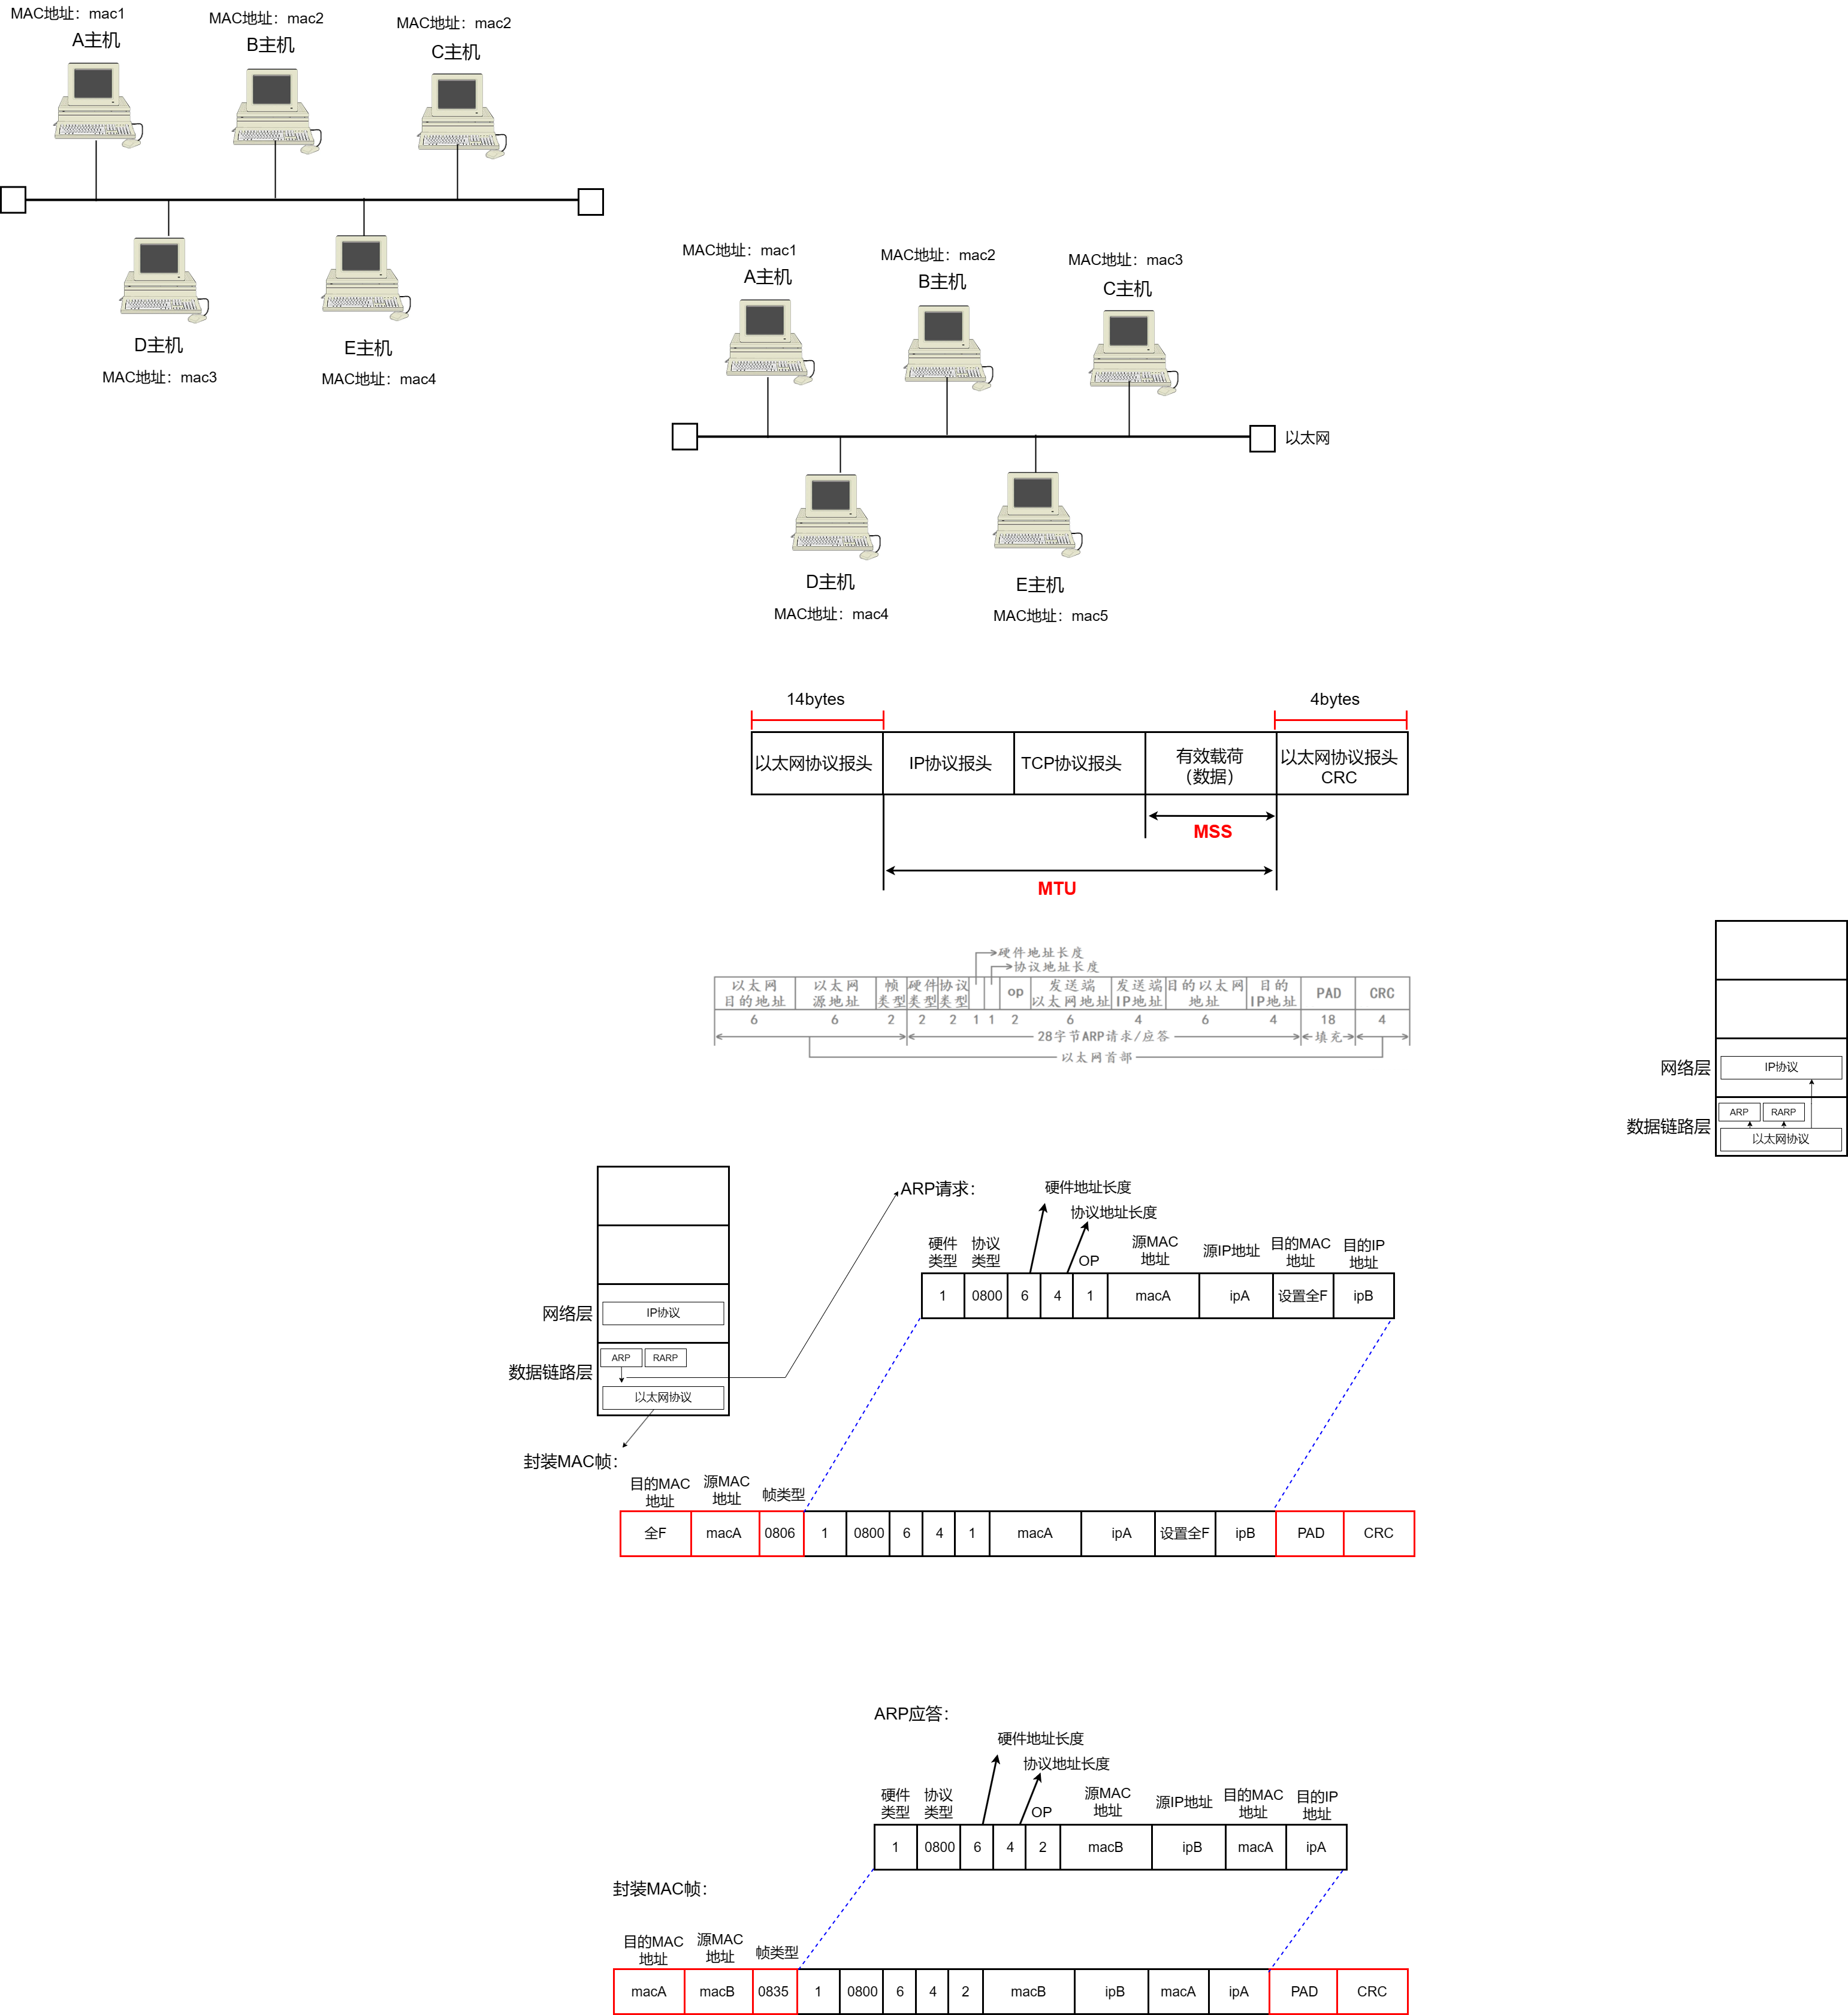 MAC地址：mac1
MAC地址：mac2
MAC地址：mac2
A主机
B主机
C主机
D主机
E主机
MAC地址：mac3
MAC地址：mac4
MAC地址：mac1
MAC地址：mac2
MAC地址：mac3
A主机
B主机
C主机
以太网
D主机
E主机
MAC地址：mac4
MAC地址：mac5
14bytes
4bytes
以太网协议报头
IP协议报头
TCP协议报头
有效载荷
（数据）
以太网协议报头
CRC
MSS
MTU
硬件地址长度
协议地址长度
以太网
目的地址
以太网
源地址
帧
类型
硬件
类型
协议
类型
op
发送端
以太网地址
发送端
IP地址
目的以太网
地址
目的
IP地址
PAD
CRC
6
6
2
2
2
1
1
2
6
4
6
4
18
4
28字节ARP请求/应答
填充
以太网首部
网络层
IP协议
数据链路层
ARP
RARP
以太网协议
网络层
IP协议
数据链路层
ARP
RARP
以太网协议
ARP请求：
硬件地址长度
协议地址长度
硬件
类型
协议
类型
OP
源MAC
地址
源IP地址
目的MAC
地址
目的IP
地址
1
0800
6
4
1
macA
ipA
设置全F
ipB
封装MAC帧：
目的MAC
地址
源MAC
地址
帧类型
全F
macA
0806
1
0800
6
4
1
macA
ipA
设置全F
ipB
PAD
CRC
ARP应答：
硬件地址长度
协议地址长度
硬件
类型
协议
类型
OP
源MAC
地址
源IP地址
目的MAC
地址
目的IP
地址
1
0800
6
4
2
macB
ipB
macA
ipA
封装MAC帧：
目的MAC
地址
源MAC
地址
帧类型
macA
macB
0835
1
0800
6
4
2
macB
ipB
macA
ipA
PAD
CRC